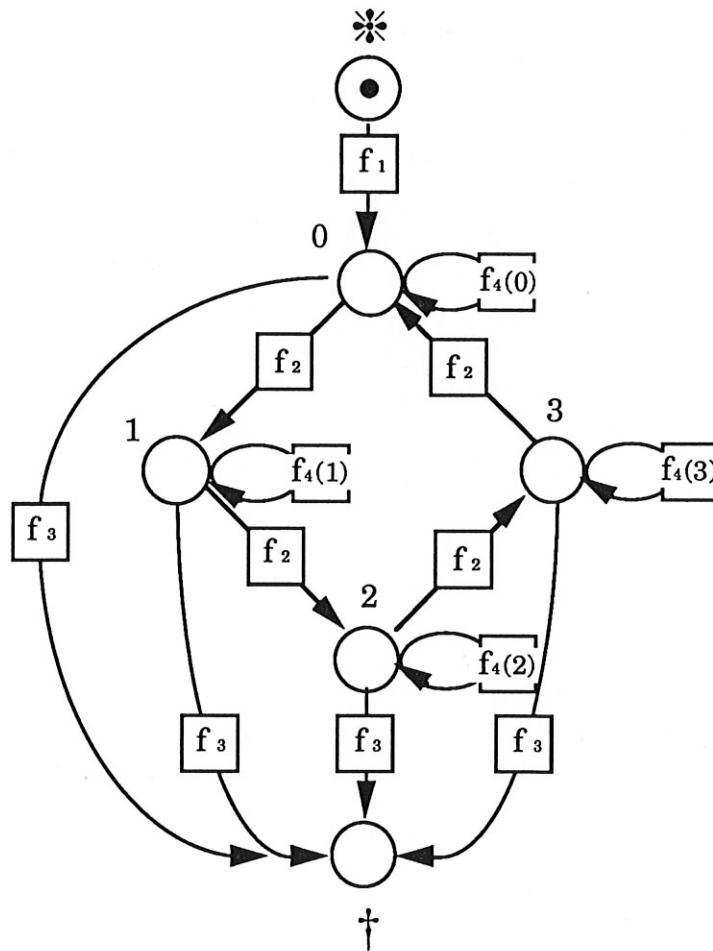 ※
f₁
0
f₄(0)
f₂
f₂
1
3
f₄(1)
f₄(3)
f₃
f₂
f₂
2
f₄(2)
f₃
f₃
f₃
†